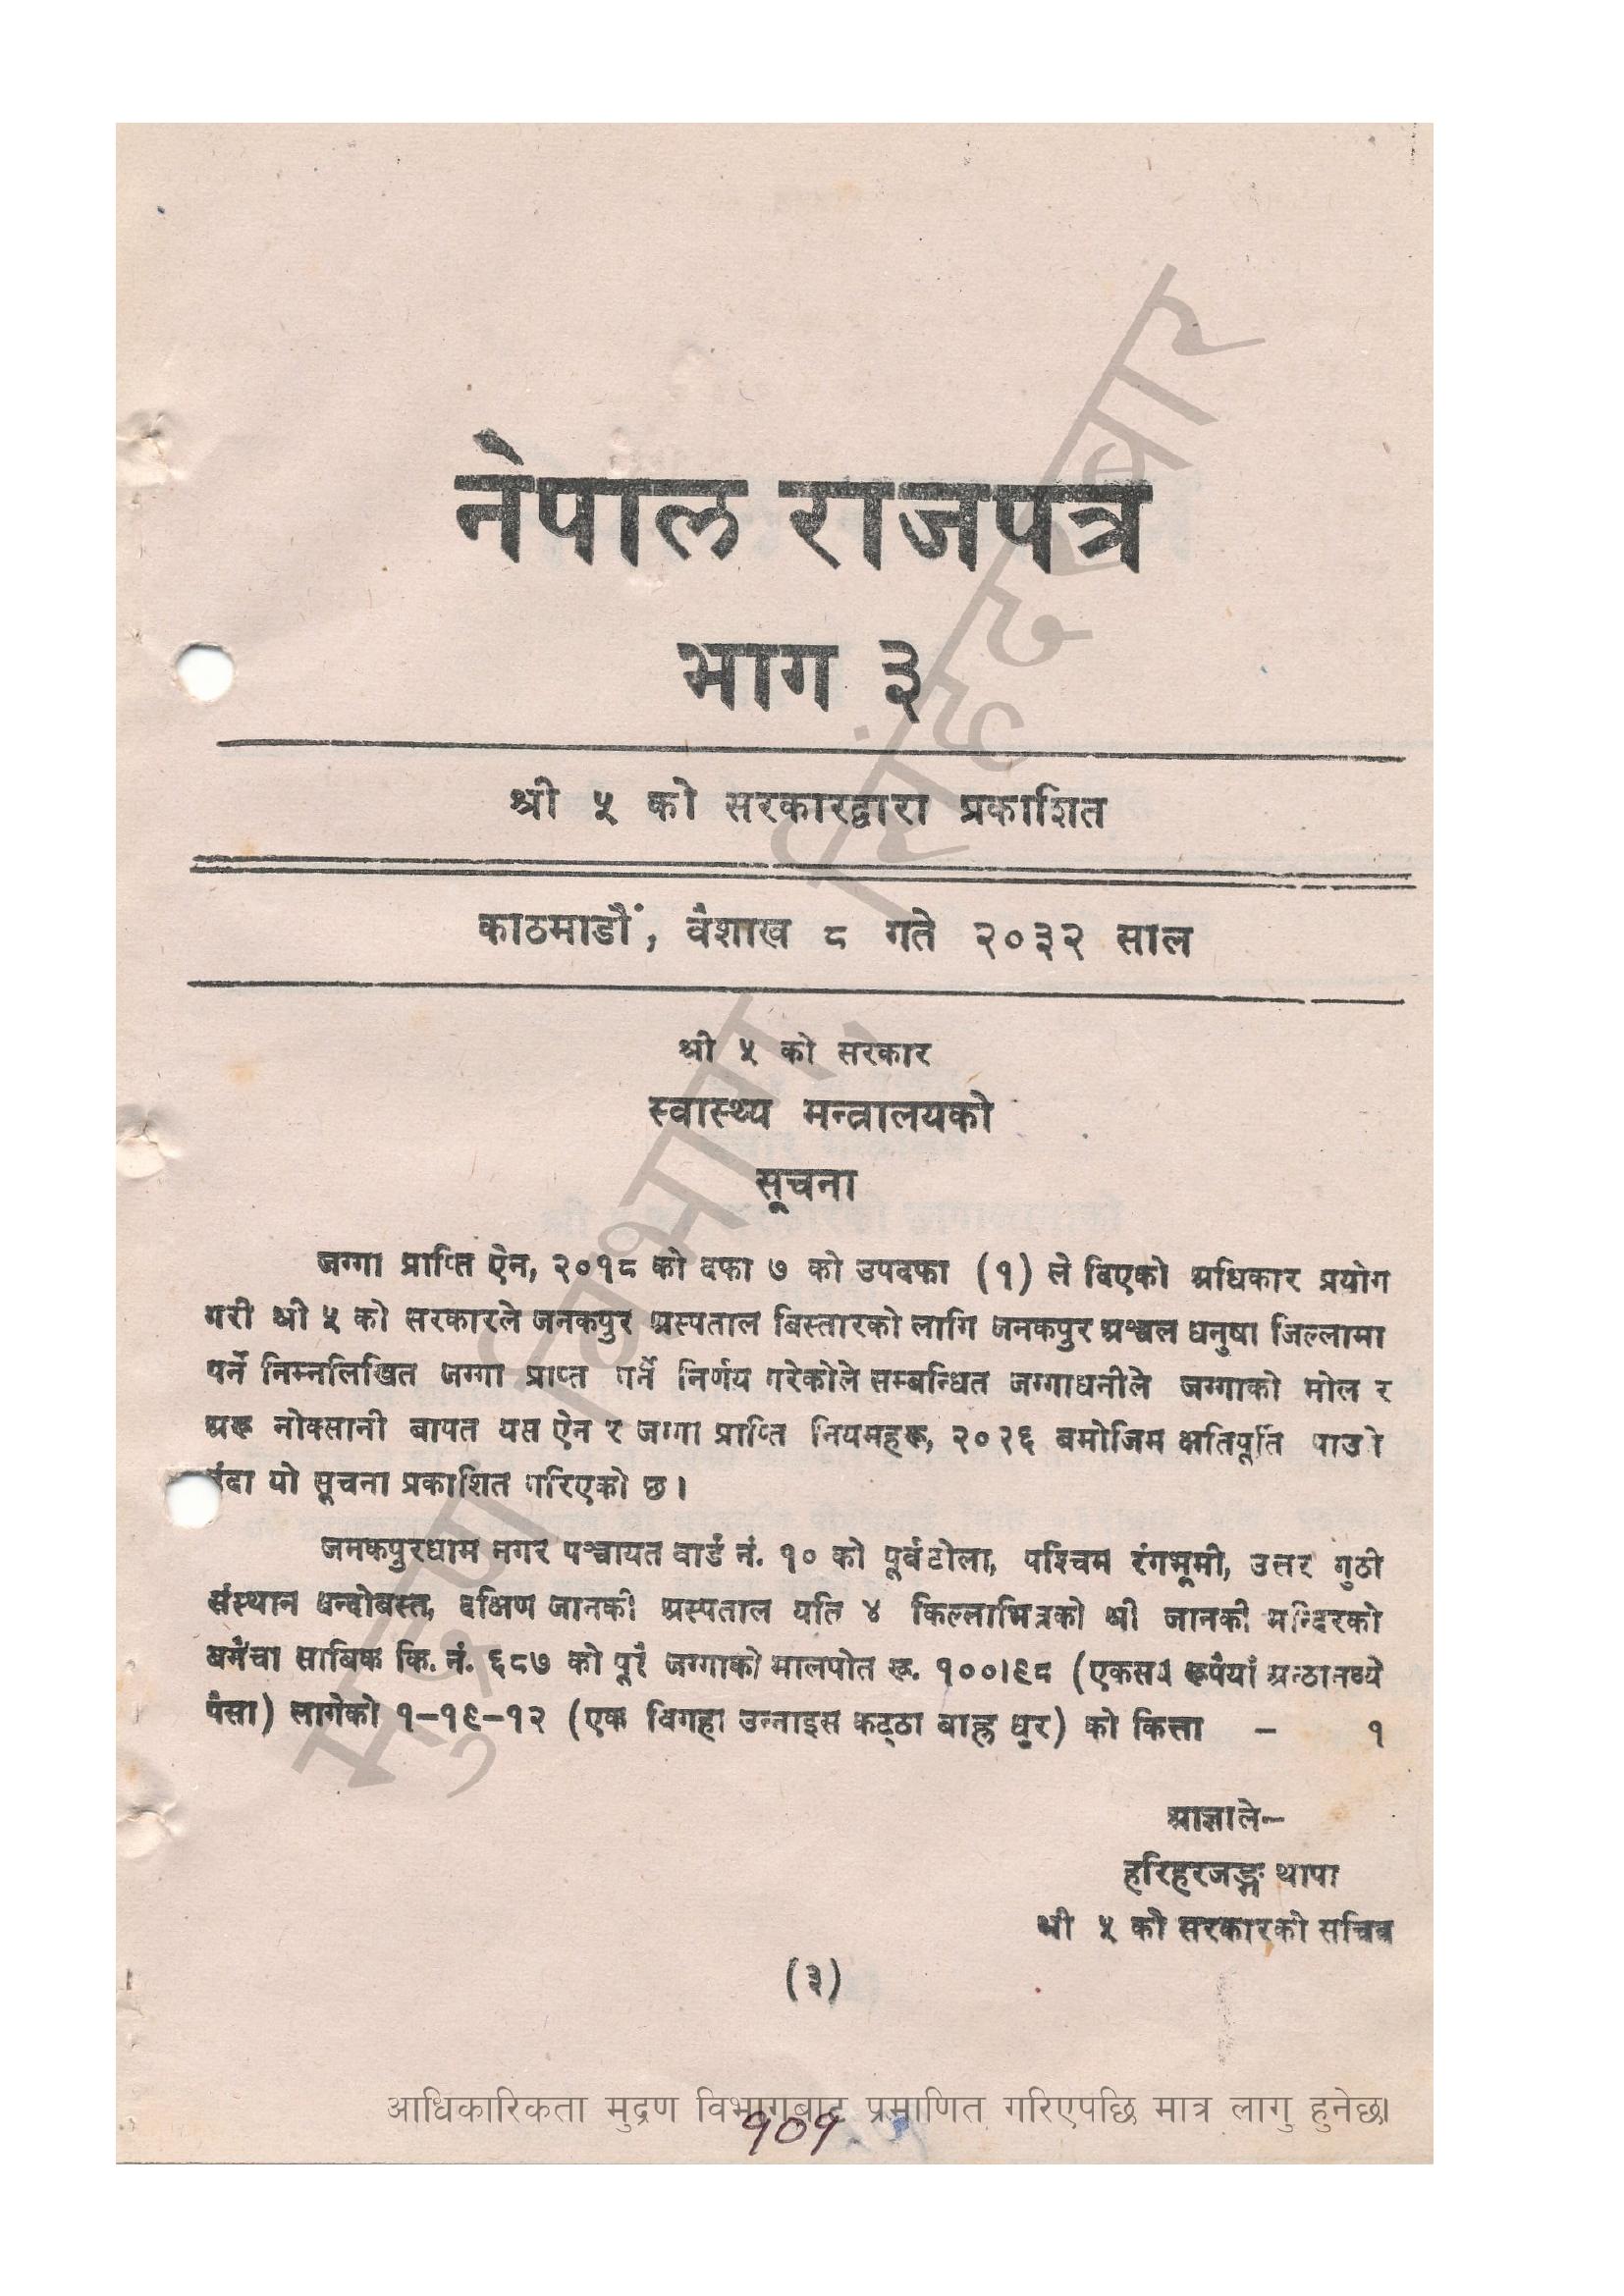 नेपाल राजपत्र
भाग ३
श्री ५ को सरकारद्वारा प्रकाशित
काठमाडौं, वैशाख ८ गते २०३२ साल
श्री ५ को सरकार
स्वास्थ्य मन्त्रालयको
सूचना
जग्गा प्राप्ति ऐन, २०१८ को दफा ७ को उपदफा (१) ले दिएको अधिकार प्रयोग
गरी श्री ५ को सरकारले जनकपुर अस्पताल बिस्तारको लागि जनकपुर अञ्चल धनुषा जिल्लामा
पर्ने निम्नलिखित जग्गा प्राप्त गर्ने निर्णय गरेकोले सम्बन्धित जग्गाधनीले जग्गाको मोल र
अरू नोक्सानी बापत यस ऐन र जग्गा प्राप्ति नियमहरू, २०२६ बमोजिम क्षतिपूर्ति पाउने
यो सूचना प्रकाशित गरिएको छ।
जनकपुरधाम नगर पञ्चायत वार्ड नं. १० को पूर्व टोला, पश्चिम रंगभूमी, उत्तर गुठी
संस्थान बन्दोबस्त, दक्षिण जानकी अस्पताल यति ४ किल्लाभित्रको श्री जानकी मन्दिरको
बगैंचा साबिक कि. नं. ६८७ को पूरै जग्गाको मालपोत रू. १००।९८ (एकसय रूपैयाँ अन्ठानब्बे
पैसा) लागेको १–१९–१२ (एक विगहा उन्नाइस कट्ठा बाह्र धूर) को कित्ता – १
आज्ञाले–
हरिहरजङ्ग थापा
श्री ५ को सरकारको सचिव
(३)
आधिकारिकता मुद्रण विभागबाट प्रमाणित गरिएपछि मात्र लागु हुनेछ।
१०१
मुद्रण विभाग, सिंहदरबार